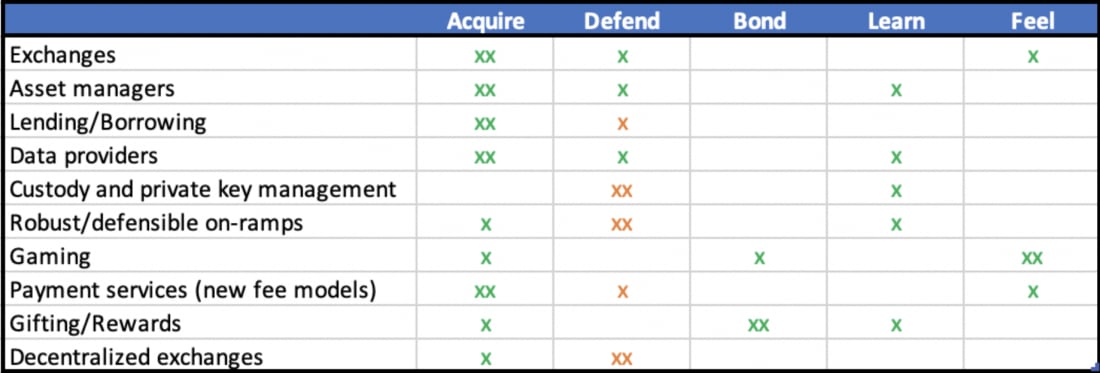 Acquire Defend Bond Learn Feel
Exchanges XX X X
Asset managers XX X X
Lending/Borrowing XX X
Data providers XX X X
Custody and private key management XX X
Robust/defensible on-ramps X XX X
Gaming X X XX
Payment services (new fee models) XX X X
Gifting/Rewards X XX X
Decentralized exchanges X XX